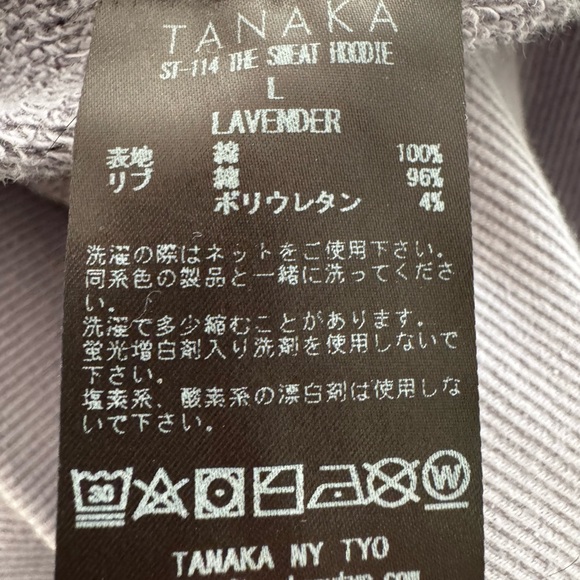 TANAKA
ST-114 THE SWEAT HOODIE
L
LAVENDER
表地 綿 100%
リブ 綿 96%
ポリウレタン 4%
洗濯の際はネットをご使用下さい。
同系色の製品と一緒に洗ってくださ
い。
洗濯で多少縮むことがあります。
蛍光増白剤入り洗剤を使用しないで
下さい。
塩素系、酸素系の漂白剤は使用しな
いで下さい。
30 W
TANAKA NY TYO